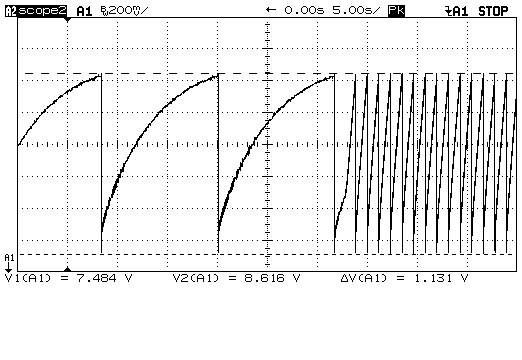 A2 scope2 A1 200mV/ ← 0.00s 5.00s/ Pk A1 STOP
A1
V1(A1) = 7.484 V V2(A1) = 8.616 V ΔV(A1) = 1.131 V